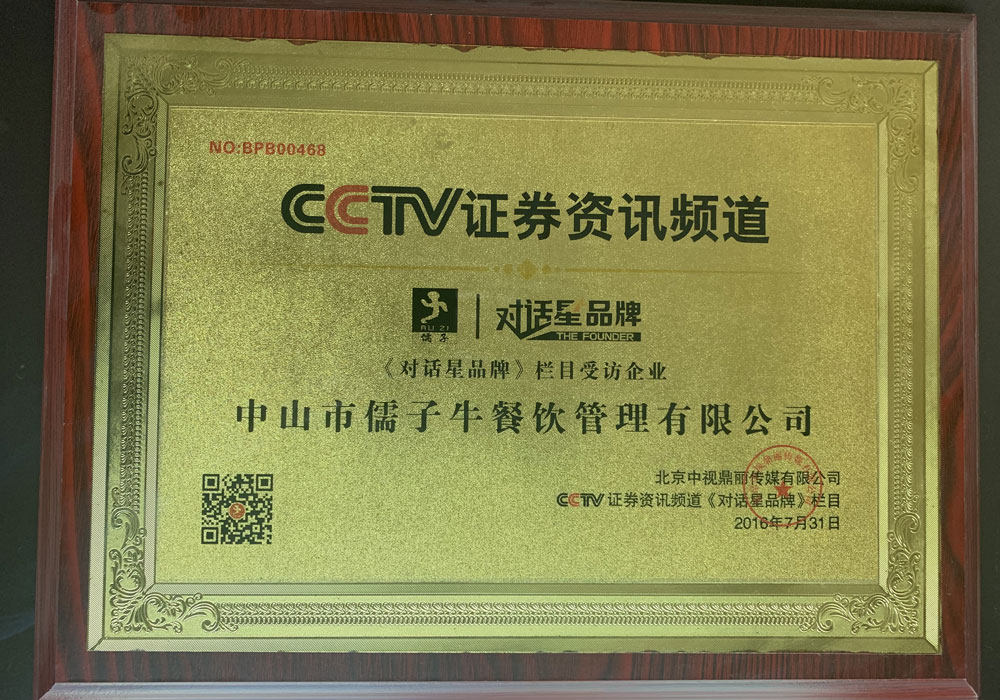 NO:BPB00468
CCTV证券资讯频道
RU ZI
儒子
对话星品牌
THE FOUNDER
《对话星品牌》栏目受访企业
中山市儒子牛餐饮管理有限公司
北京中视鼎丽传媒有限公司
CCTV证券资讯频道《对话星品牌》栏目
2016年7月31日